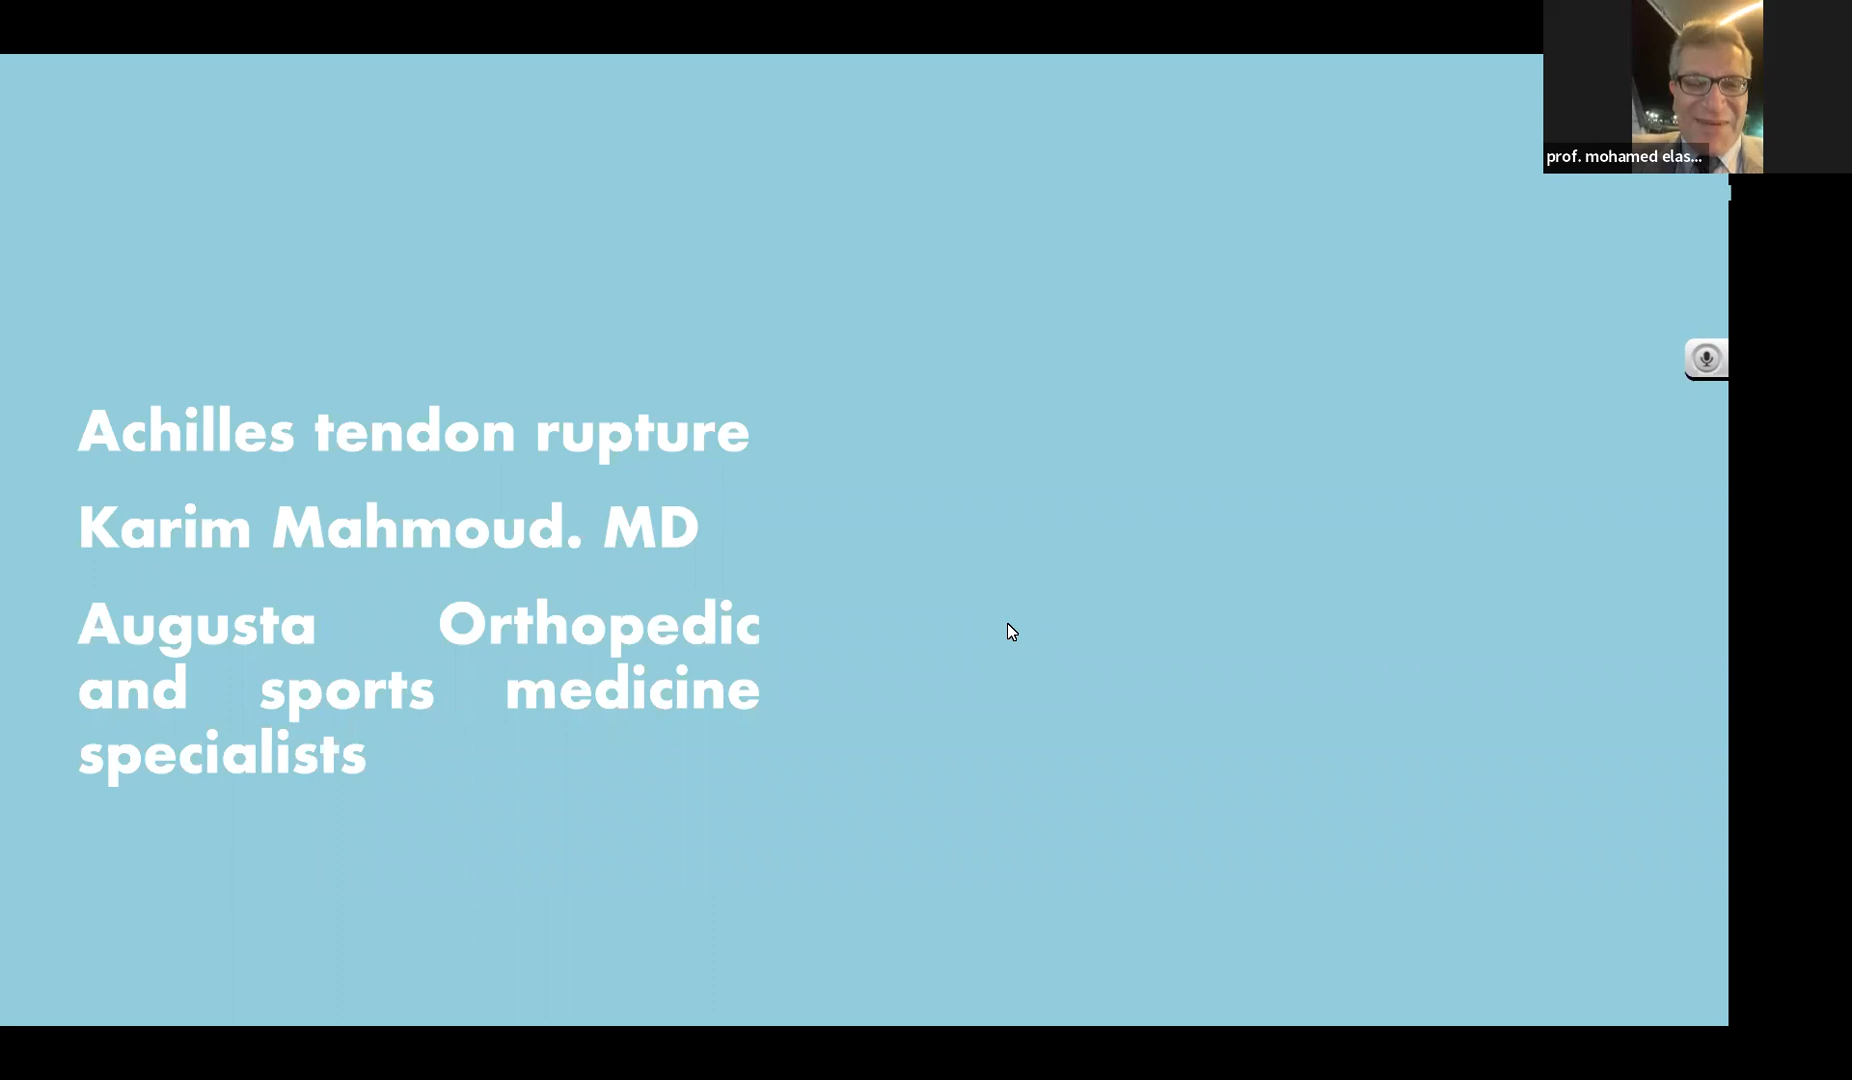 prof. mohamed elas...
Achilles tendon rupture
Karim Mahmoud. MD
Augusta Orthopedic
and sports medicine
specialists